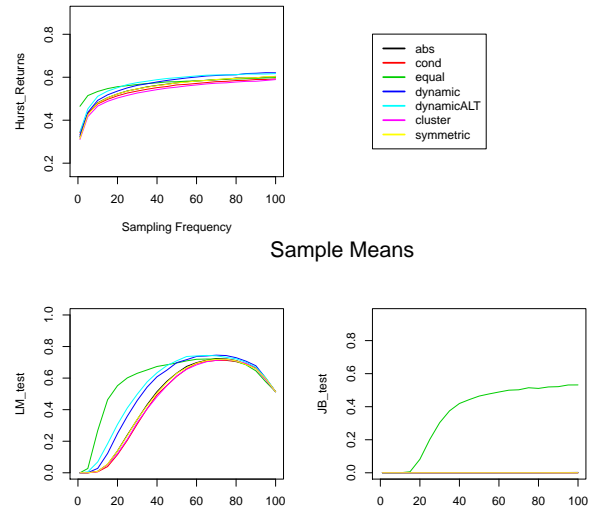 Hurst_Returns
0.2 0.4 0.6 0.8
0 20 40 60 80 100
Sampling Frequency
abs
cond
equal
dynamic
dynamicALT
cluster
symmetric
Sample Means
LM_test
0.0 0.2 0.4 0.6 0.8 1.0
0 20 40 60 80 100
JB_test
0.0 0.2 0.4 0.6 0.8
0 20 40 60 80 100